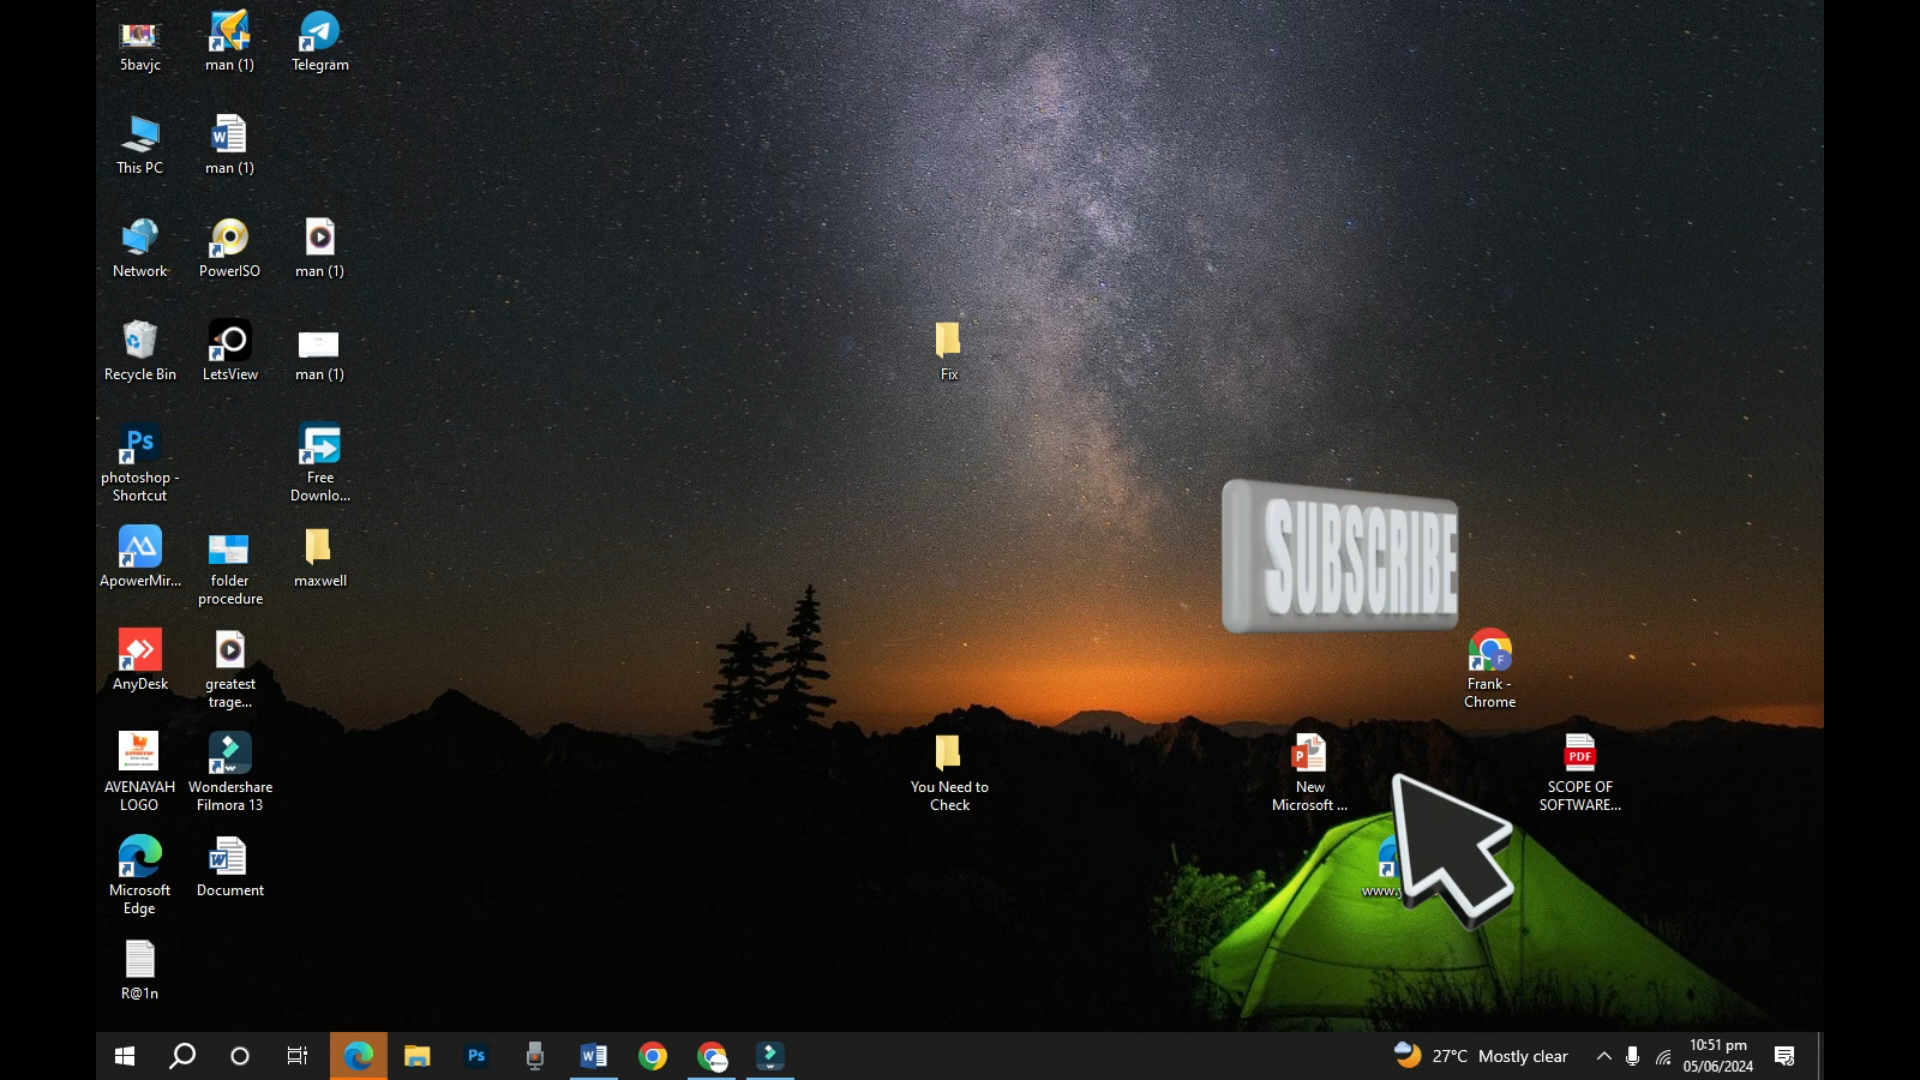 5bavjc
man (1)
Telegram
This PC
man (1)
Network
PowerISO
man (1)
Recycle Bin
LetsView
man (1)
Fix
Ps
photoshop -
Shortcut
Free
Downlo...
SUBSCRIBE
ApowerMir...
folder
procedure
maxwell
AnyDesk
greatest
trage...
F
Frank -
Chrome
AVENAYAH
LOGO
Wondershare
Filmora 13
You Need to
Check
P
New
Microsoft ...
PDF
SCOPE OF
SOFTWARE...
Microsoft
Edge
W
Document
www.
R@1n
Ps
W
27°C Mostly clear
10:51 pm
05/06/2024